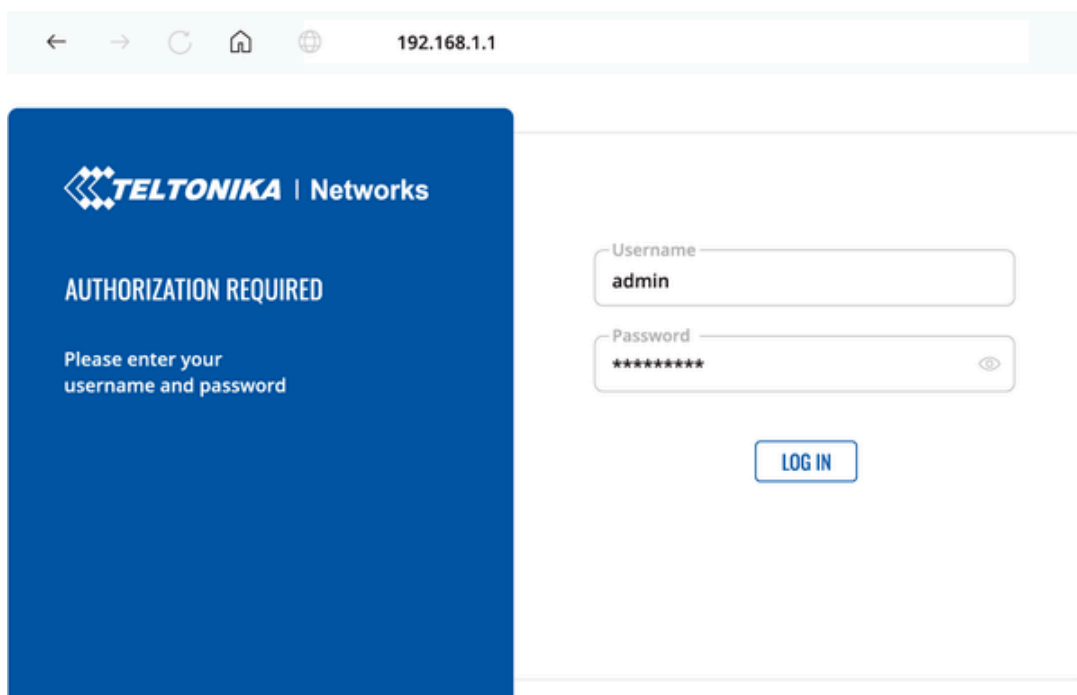 192.168.1.1
TELTONIKA | Networks
AUTHORIZATION REQUIRED
Please enter your
username and password
Username
admin
Password
*********
LOG IN